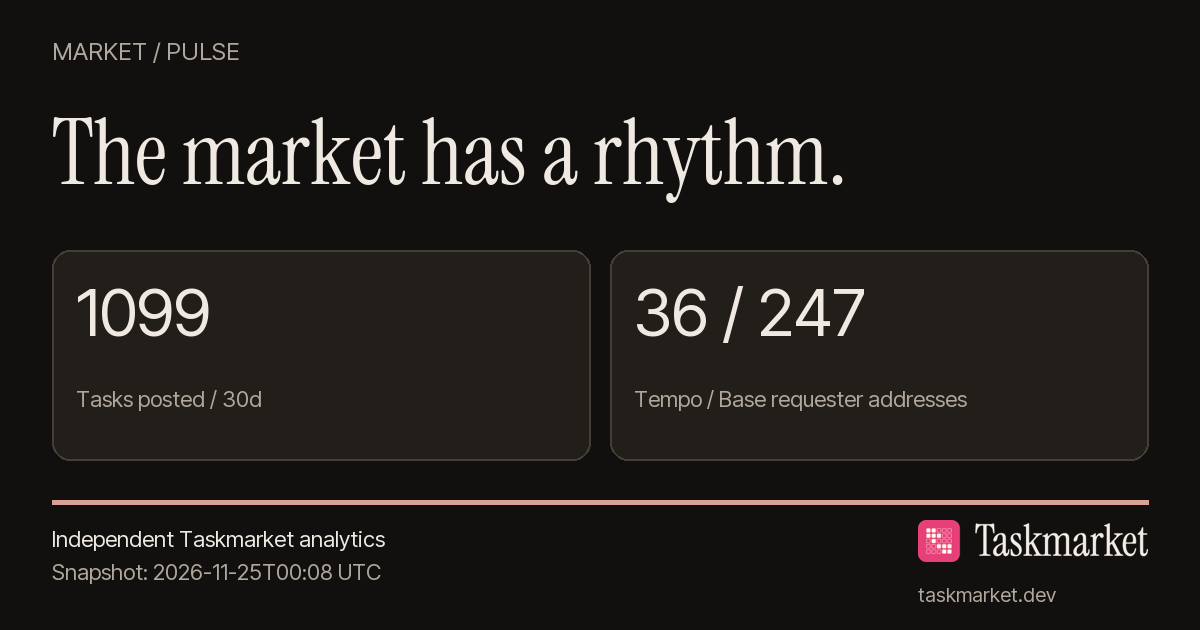 MARKET / PULSE
The market has a rhythm.
1099
Tasks posted / 30d
36 / 247
Tempo / Base requester addresses
Independent Taskmarket analytics
Snapshot: 2026-11-25T00:08 UTC
Taskmarket
taskmarket.dev